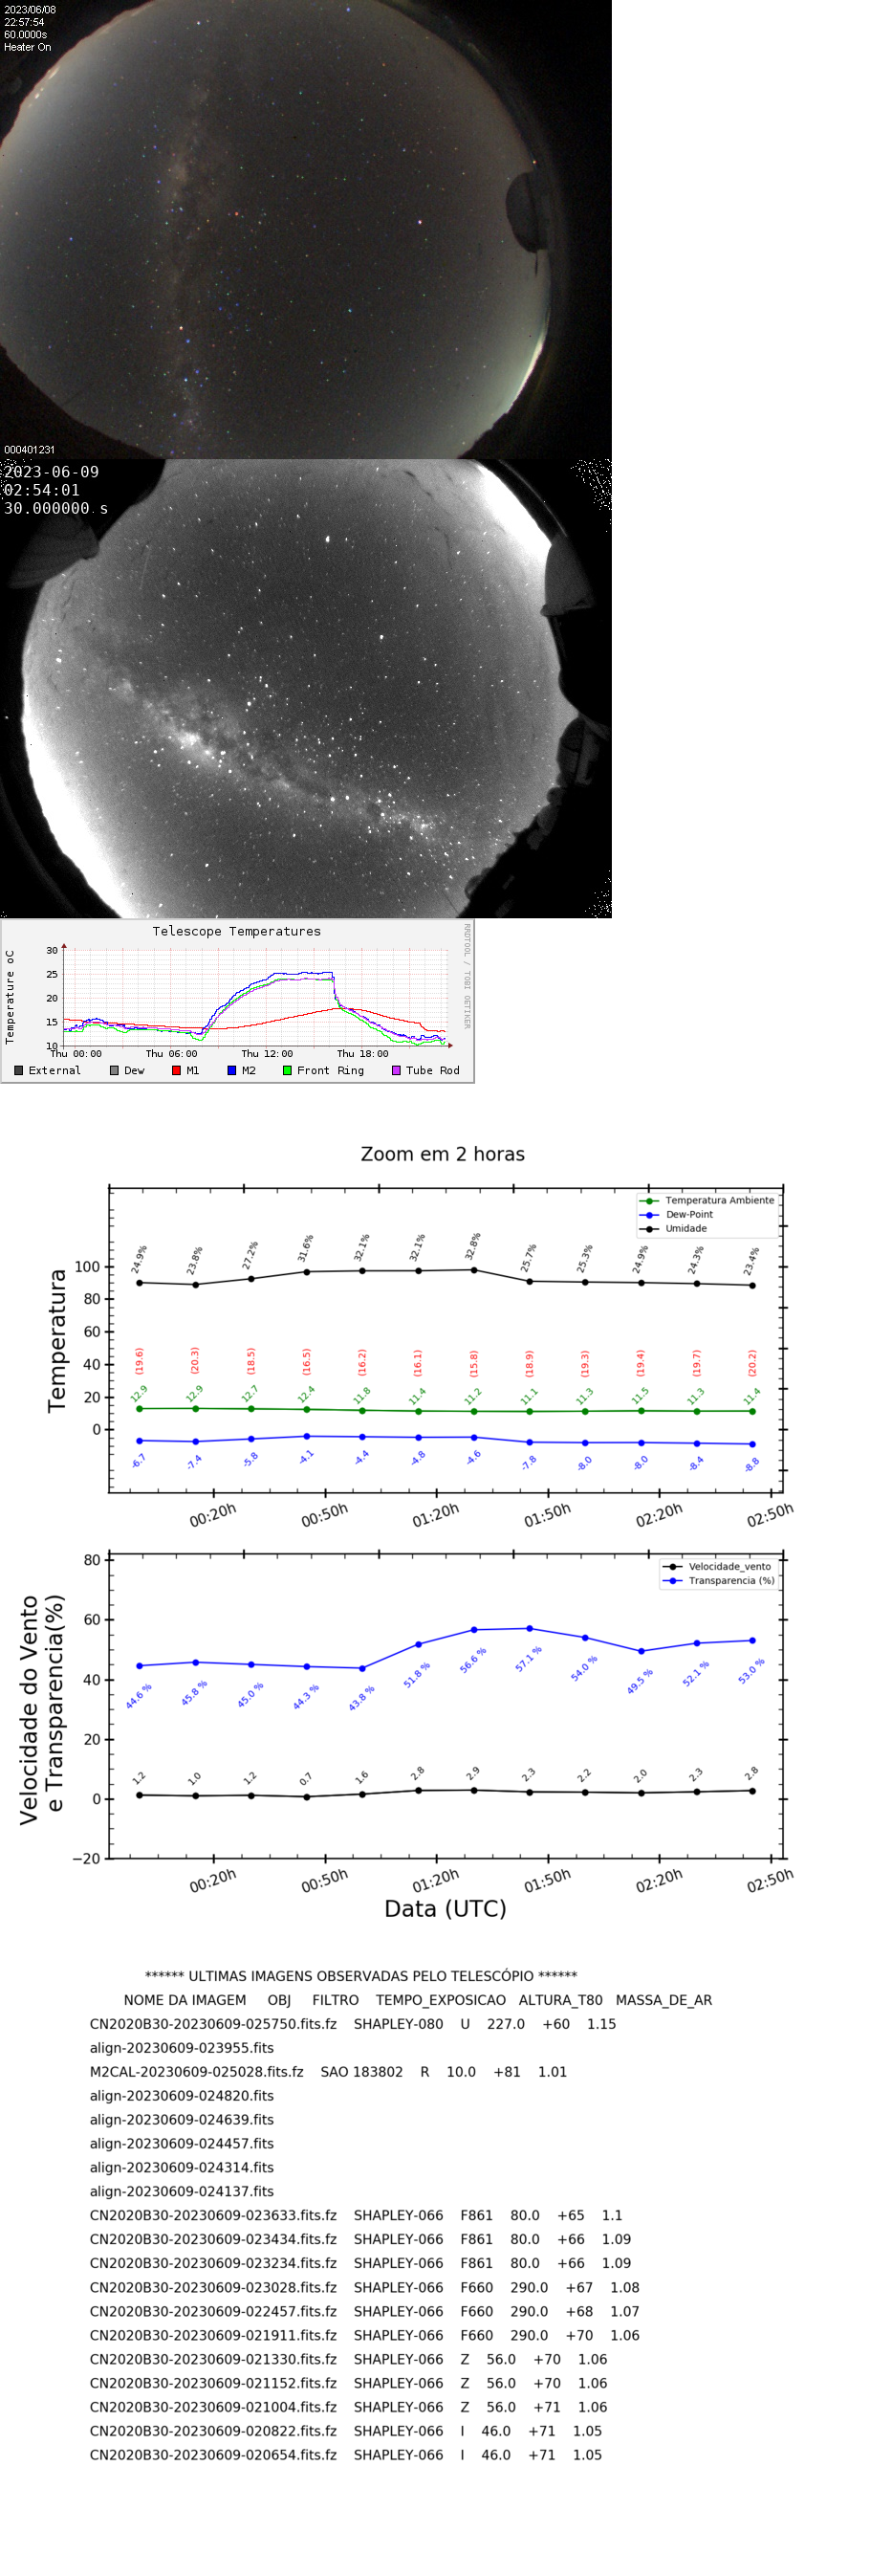 2023/06/08
22:57:54
60.0000s
Heater On
000401231
2023-06-09
02:54:01
30.000000 s
Telescope Temperatures
RRDTOOL / TOBI OETIKER
Temperature oC
30
25
20
15
10
Thu 00:00 Thu 06:00 Thu 12:00 Thu 18:00
External Dew M1 M2 Front Ring Tube Rod
Zoom em 2 horas
Temperatura Ambiente
Dew-Point
Umidade
Temperatura
100
80
60
40
20
0
24.9% 23.8% 27.2% 31.6% 32.1% 32.1% 32.8% 25.7% 25.3% 24.9% 24.3% 23.4%
(19.6) (20.3) (18.5) (16.5) (16.2) (16.1) (15.8) (18.9) (19.3) (19.4) (19.7) (20.2)
12.9 12.9 12.7 12.4 11.8 11.4 11.2 11.1 11.3 11.5 11.3 11.4
-6.7 -7.4 -5.8 -4.1 -4.4 -4.8 -4.6 -7.8 -8.0 -8.0 -8.4 -8.8
00:20h 00:50h 01:20h 01:50h 02:20h 02:50h
Velocidade_vento
Transparencia (%)
Velocidade do Vento
e Transparencia(%)
80
60
40
20
0
−20
44.6 % 45.8 % 45.0 % 44.3 % 43.8 % 51.8 % 56.6 % 57.1 % 54.0 % 49.5 % 52.1 % 53.0 %
1.2 1.0 1.2 0.7 1.6 2.8 2.9 2.3 2.2 2.0 2.3 2.8
00:20h 00:50h 01:20h 01:50h 02:20h 02:50h
Data (UTC)
****** ULTIMAS IMAGENS OBSERVADAS PELO TELESCÓPIO ******
NOME DA IMAGEM OBJ FILTRO TEMPO_EXPOSICAO ALTURA_T80 MASSA_DE_AR
CN2020B30-20230609-025750.fits.fz SHAPLEY-080 U 227.0 +60 1.15
align-20230609-023955.fits
M2CAL-20230609-025028.fits.fz SAO 183802 R 10.0 +81 1.01
align-20230609-024820.fits
align-20230609-024639.fits
align-20230609-024457.fits
align-20230609-024314.fits
align-20230609-024137.fits
CN2020B30-20230609-023633.fits.fz SHAPLEY-066 F861 80.0 +65 1.1
CN2020B30-20230609-023434.fits.fz SHAPLEY-066 F861 80.0 +66 1.09
CN2020B30-20230609-023234.fits.fz SHAPLEY-066 F861 80.0 +66 1.09
CN2020B30-20230609-023028.fits.fz SHAPLEY-066 F660 290.0 +67 1.08
CN2020B30-20230609-022457.fits.fz SHAPLEY-066 F660 290.0 +68 1.07
CN2020B30-20230609-021911.fits.fz SHAPLEY-066 F660 290.0 +70 1.06
CN2020B30-20230609-021330.fits.fz SHAPLEY-066 Z 56.0 +70 1.06
CN2020B30-20230609-021152.fits.fz SHAPLEY-066 Z 56.0 +70 1.06
CN2020B30-20230609-021004.fits.fz SHAPLEY-066 Z 56.0 +71 1.06
CN2020B30-20230609-020822.fits.fz SHAPLEY-066 I 46.0 +71 1.05
CN2020B30-20230609-020654.fits.fz SHAPLEY-066 I 46.0 +71 1.05